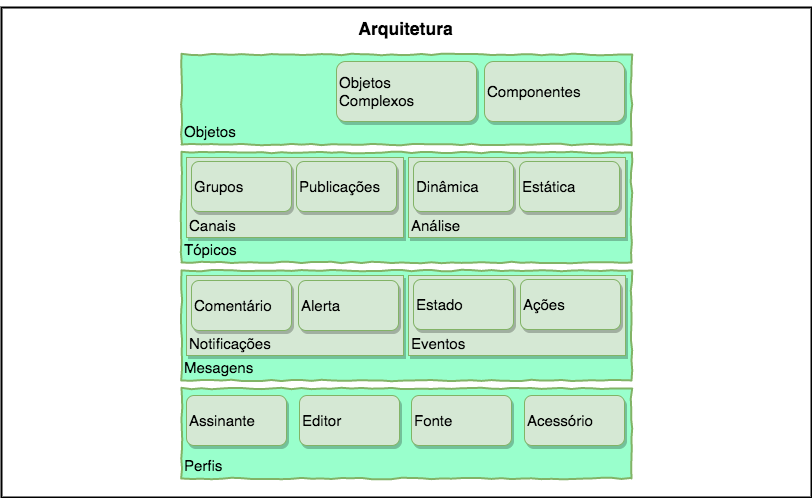 Arquitetura
Objetos
Complexos
Componentes
Objetos
Grupos
Publicações
Dinâmica
Estática
Canais
Análise
Tópicos
Comentário
Alerta
Estado
Ações
Notificações
Eventos
Mesagens
Assinante
Editor
Fonte
Acessório
Perfis